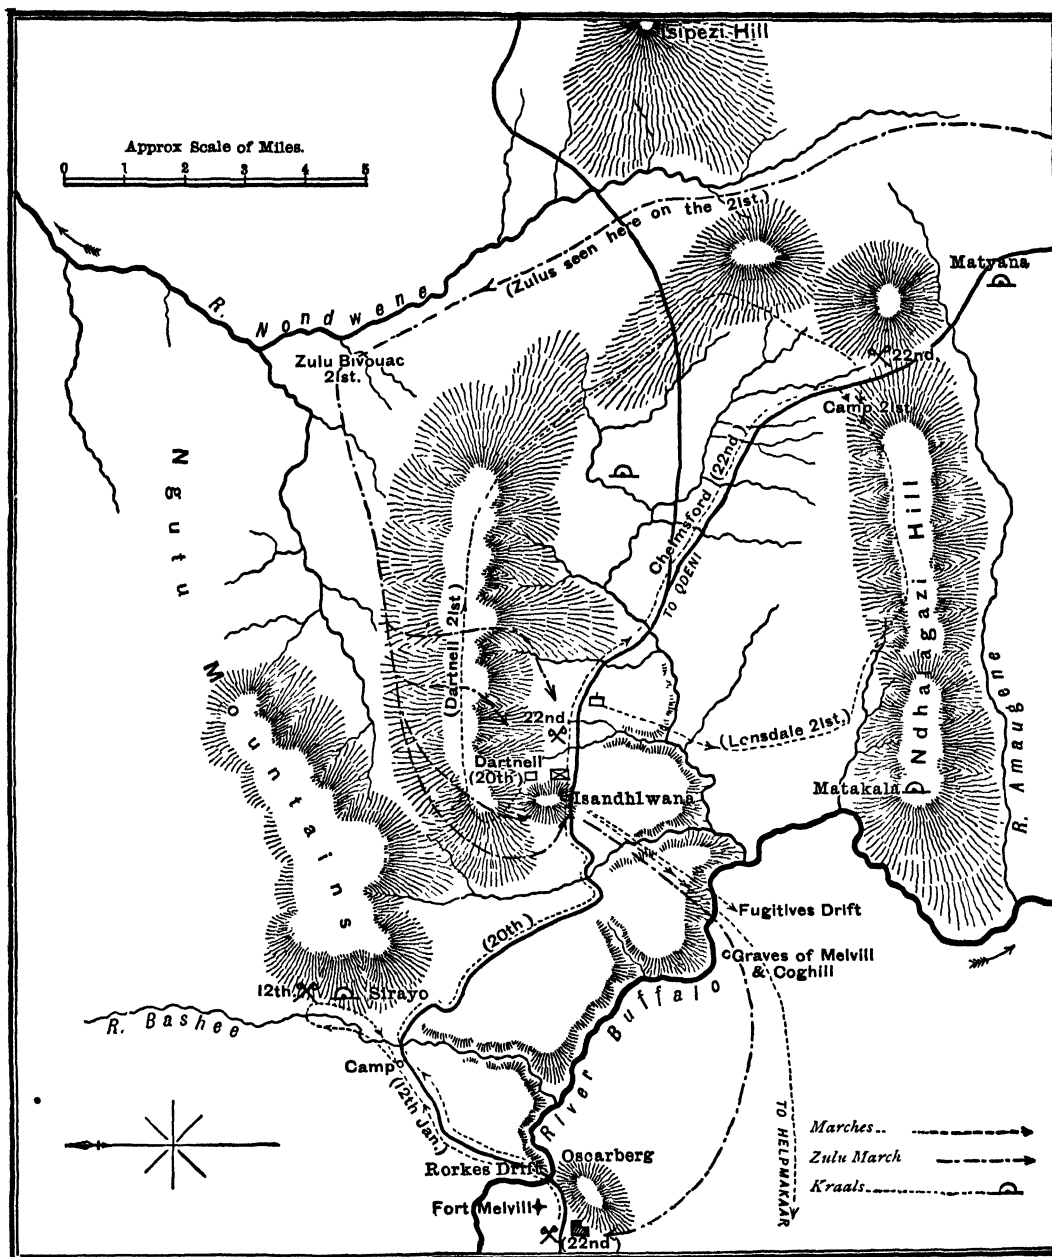 Isipezi Hill
Approx Scale of Miles.
0 1 2 3 4 5
(Zulus seen here on the 21st.)
R. Nondwene
Matyana
Zulu Bivouac
21st.
22nd.
Camp 21st
Ngutu Mountains
Chelmsford (22nd)
TO QDENI
(Dartnell 21st)
Ndhlagazi Hill
R. Amaugene
22nd.
(Lonsdale 21st.)
Dartnell
(20th)
Isandhlwana
Matakala
(20th)
Fugitives Drift
Graves of Melvill
& Coghill
12th.
Sirayo
River Buffalo
R. Bashee
Camp
(12th Jan.)
TO HELPMAKAAR
Marches
Zulu March
Kraals
Rorkes Drift
Oscarberg
Fort Melvill
(22nd)